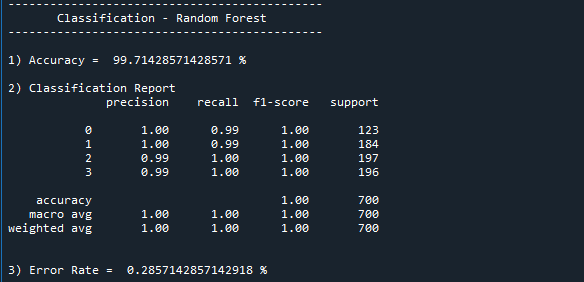 ---------------------------------------------
Classification - Random Forest
---------------------------------------------
1) Accuracy =  99.71428571428571 %
2) Classification Report
precision    recall  f1-score   support
0       1.00      0.99      1.00       123
1       1.00      0.99      1.00       184
2       0.99      1.00      1.00       197
3       0.99      1.00      1.00       196
accuracy                           1.00       700
macro avg       1.00      1.00      1.00       700
weighted avg       1.00      1.00      1.00       700
3) Error Rate =  0.2857142857142918 %